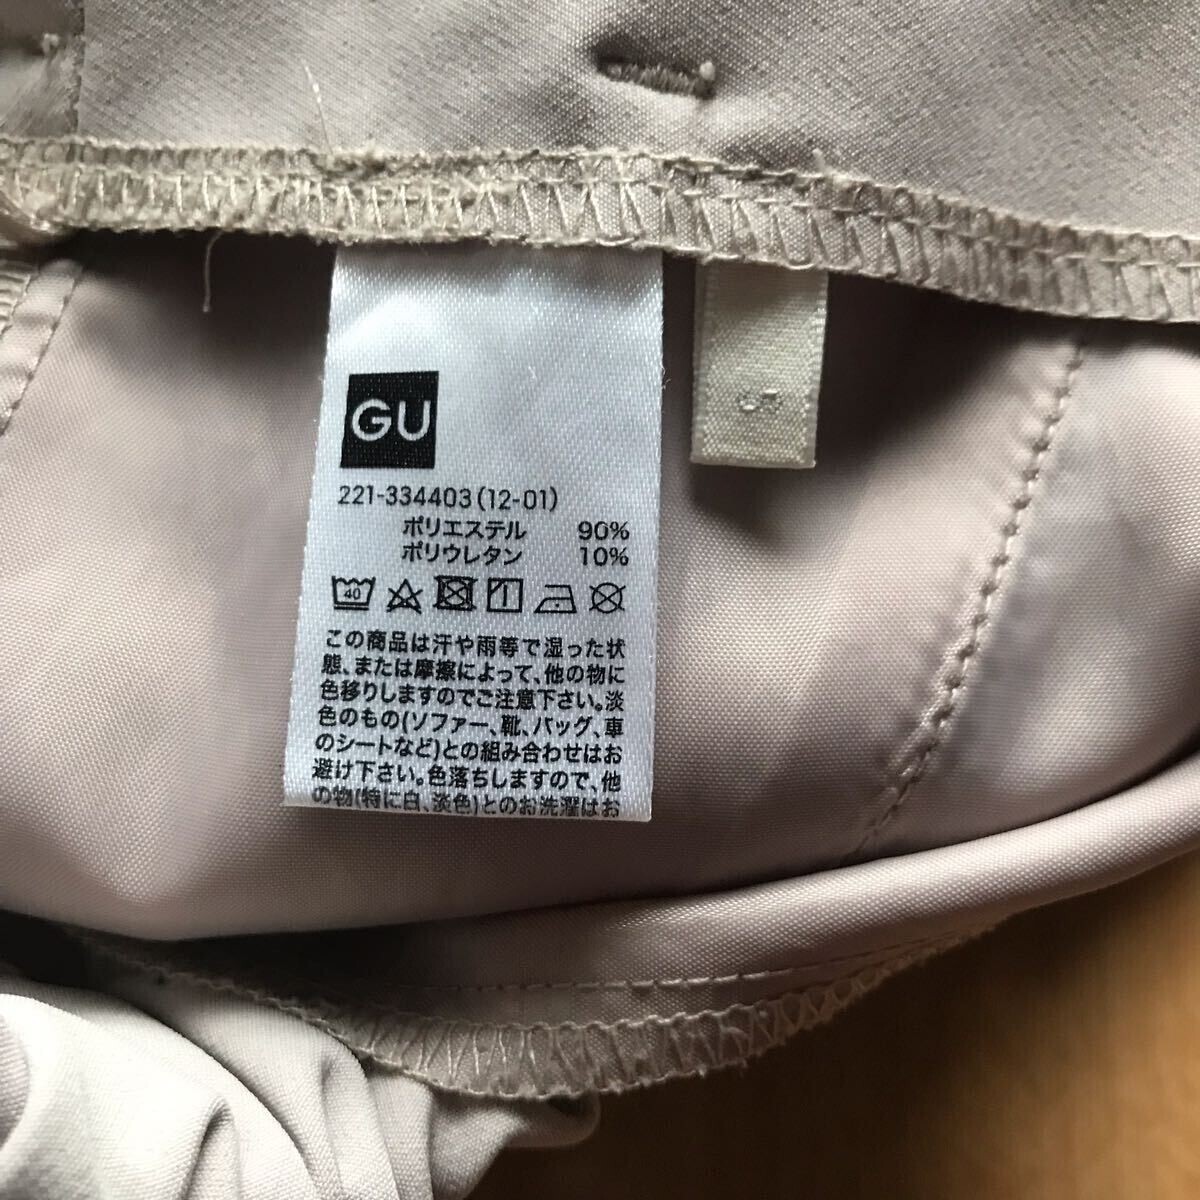 GU
S
221-334403(12-01)
ポリエステル 90%
ポリウレタン 10%
40
この商品は汗や雨等で湿った状
態、または摩擦によって、他の物に
色移りしますのでご注意下さい。淡
色のもの(ソファー、靴、バッグ、車
のシートなど)との組み合わせはお
避け下さい。色落ちしますので、他
の物(特に白、淡色)とのお洗濯はお